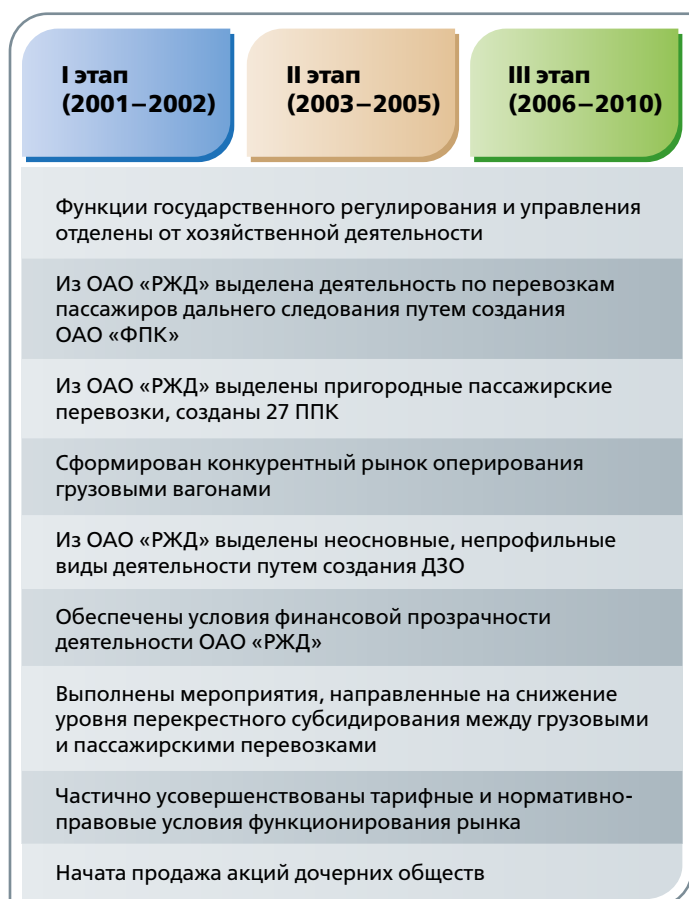 I этап
(2001–2002)
II этап
(2003–2005)
III этап
(2006–2010)
Функции государственного регулирования и управления
отделены от хозяйственной деятельности
Из ОАО «РЖД» выделена деятельность по перевозкам
пассажиров дальнего следования путем создания
ОАО «ФПК»
Из ОАО «РЖД» выделены пригородные пассажирские
перевозки, созданы 27 ППК
Сформирован конкурентный рынок оперирования
грузовыми вагонами
Из ОАО «РЖД» выделены неосновные, непрофильные
виды деятельности путем создания ДЗО
Обеспечены условия финансовой прозрачности
деятельности ОАО «РЖД»
Выполнены мероприятия, направленные на снижение
уровня перекрестного субсидирования между грузовыми
и пассажирскими перевозками
Частично усовершенствованы тарифные и нормативно-
правовые условия функционирования рынка
Начата продажа акций дочерних обществ